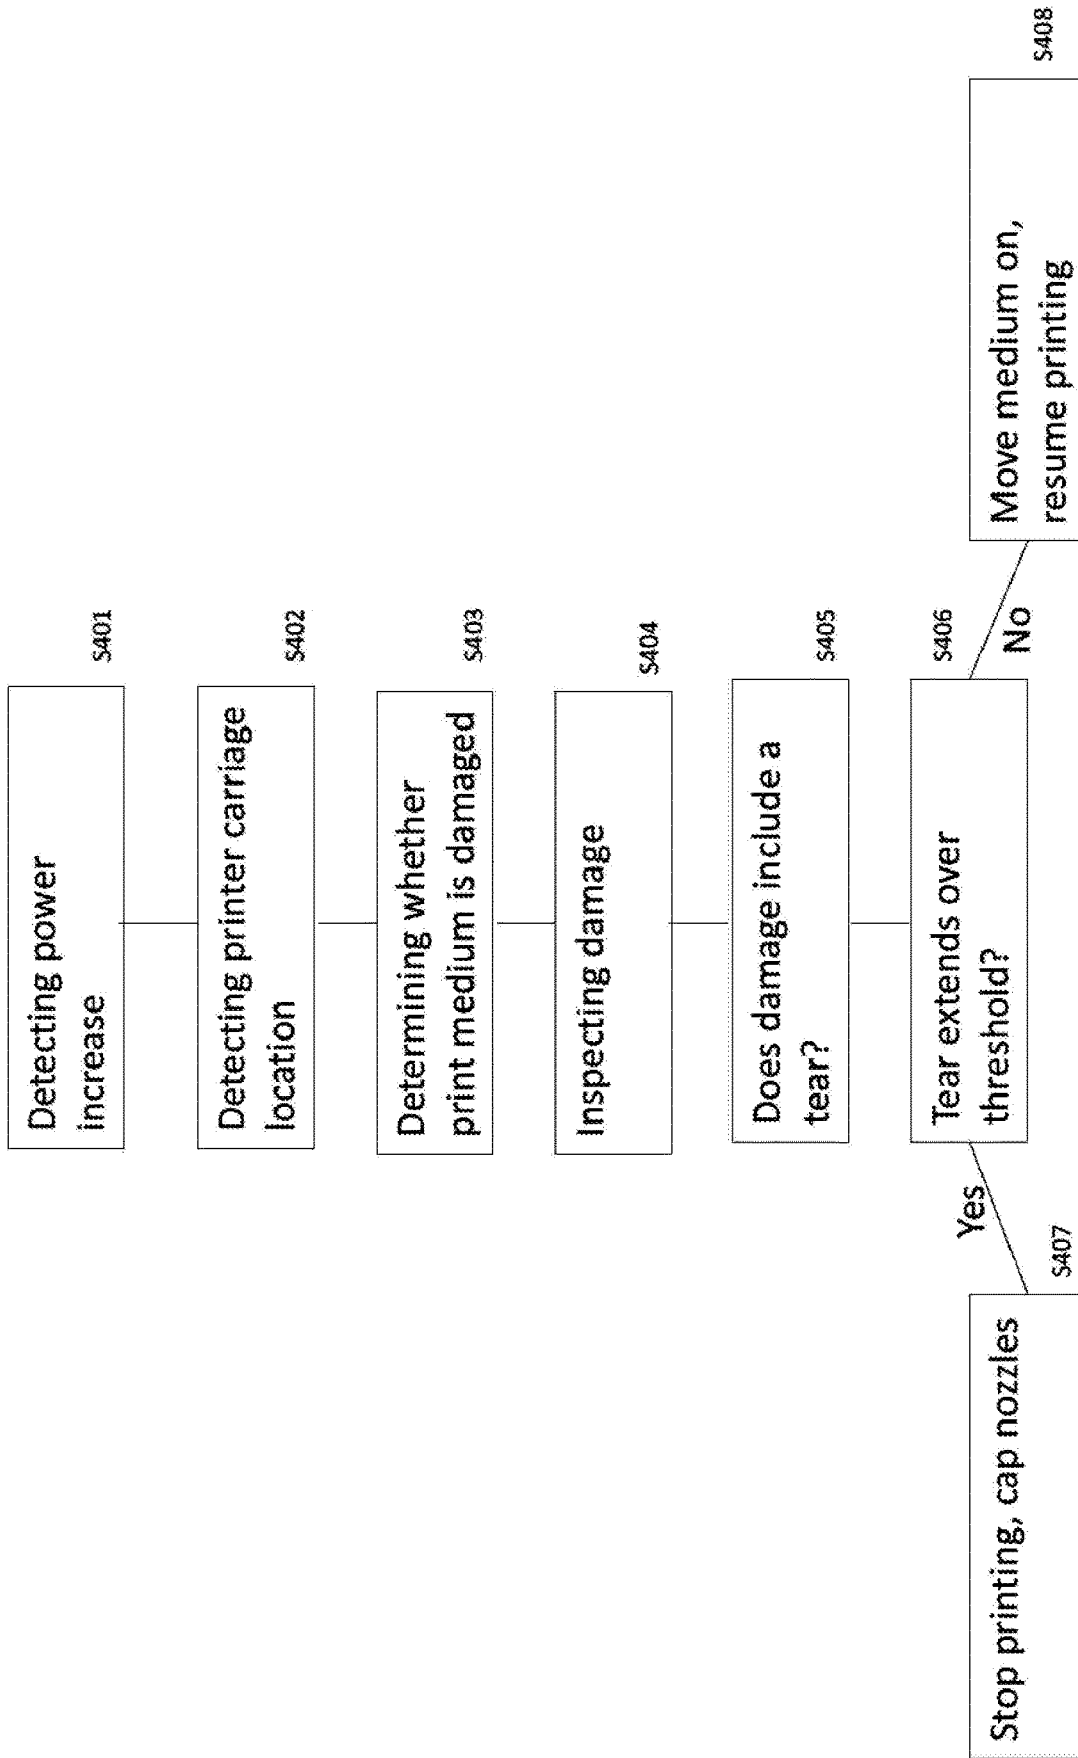 Detecting power
increase
S401
Detecting printer carriage
location
S402
Determining whether
print medium is damaged
S403
Inspecting damage
S404
Does damage include a
tear?
S405
Tear extends over
threshold?
S406
Yes
No
Stop printing, cap nozzles
S407
Move medium on,
resume printing
S408